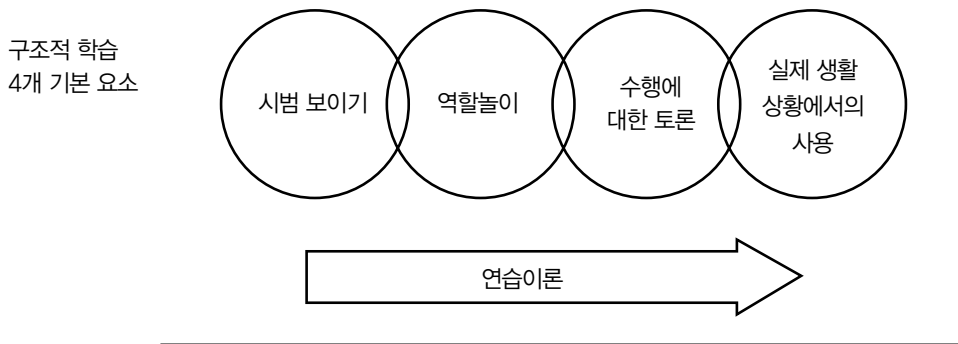 구조적 학습
4개 기본 요소
시범 보이기
역할놀이
수행에
대한 토론
실제 생활
상황에서의
사용
연습이론